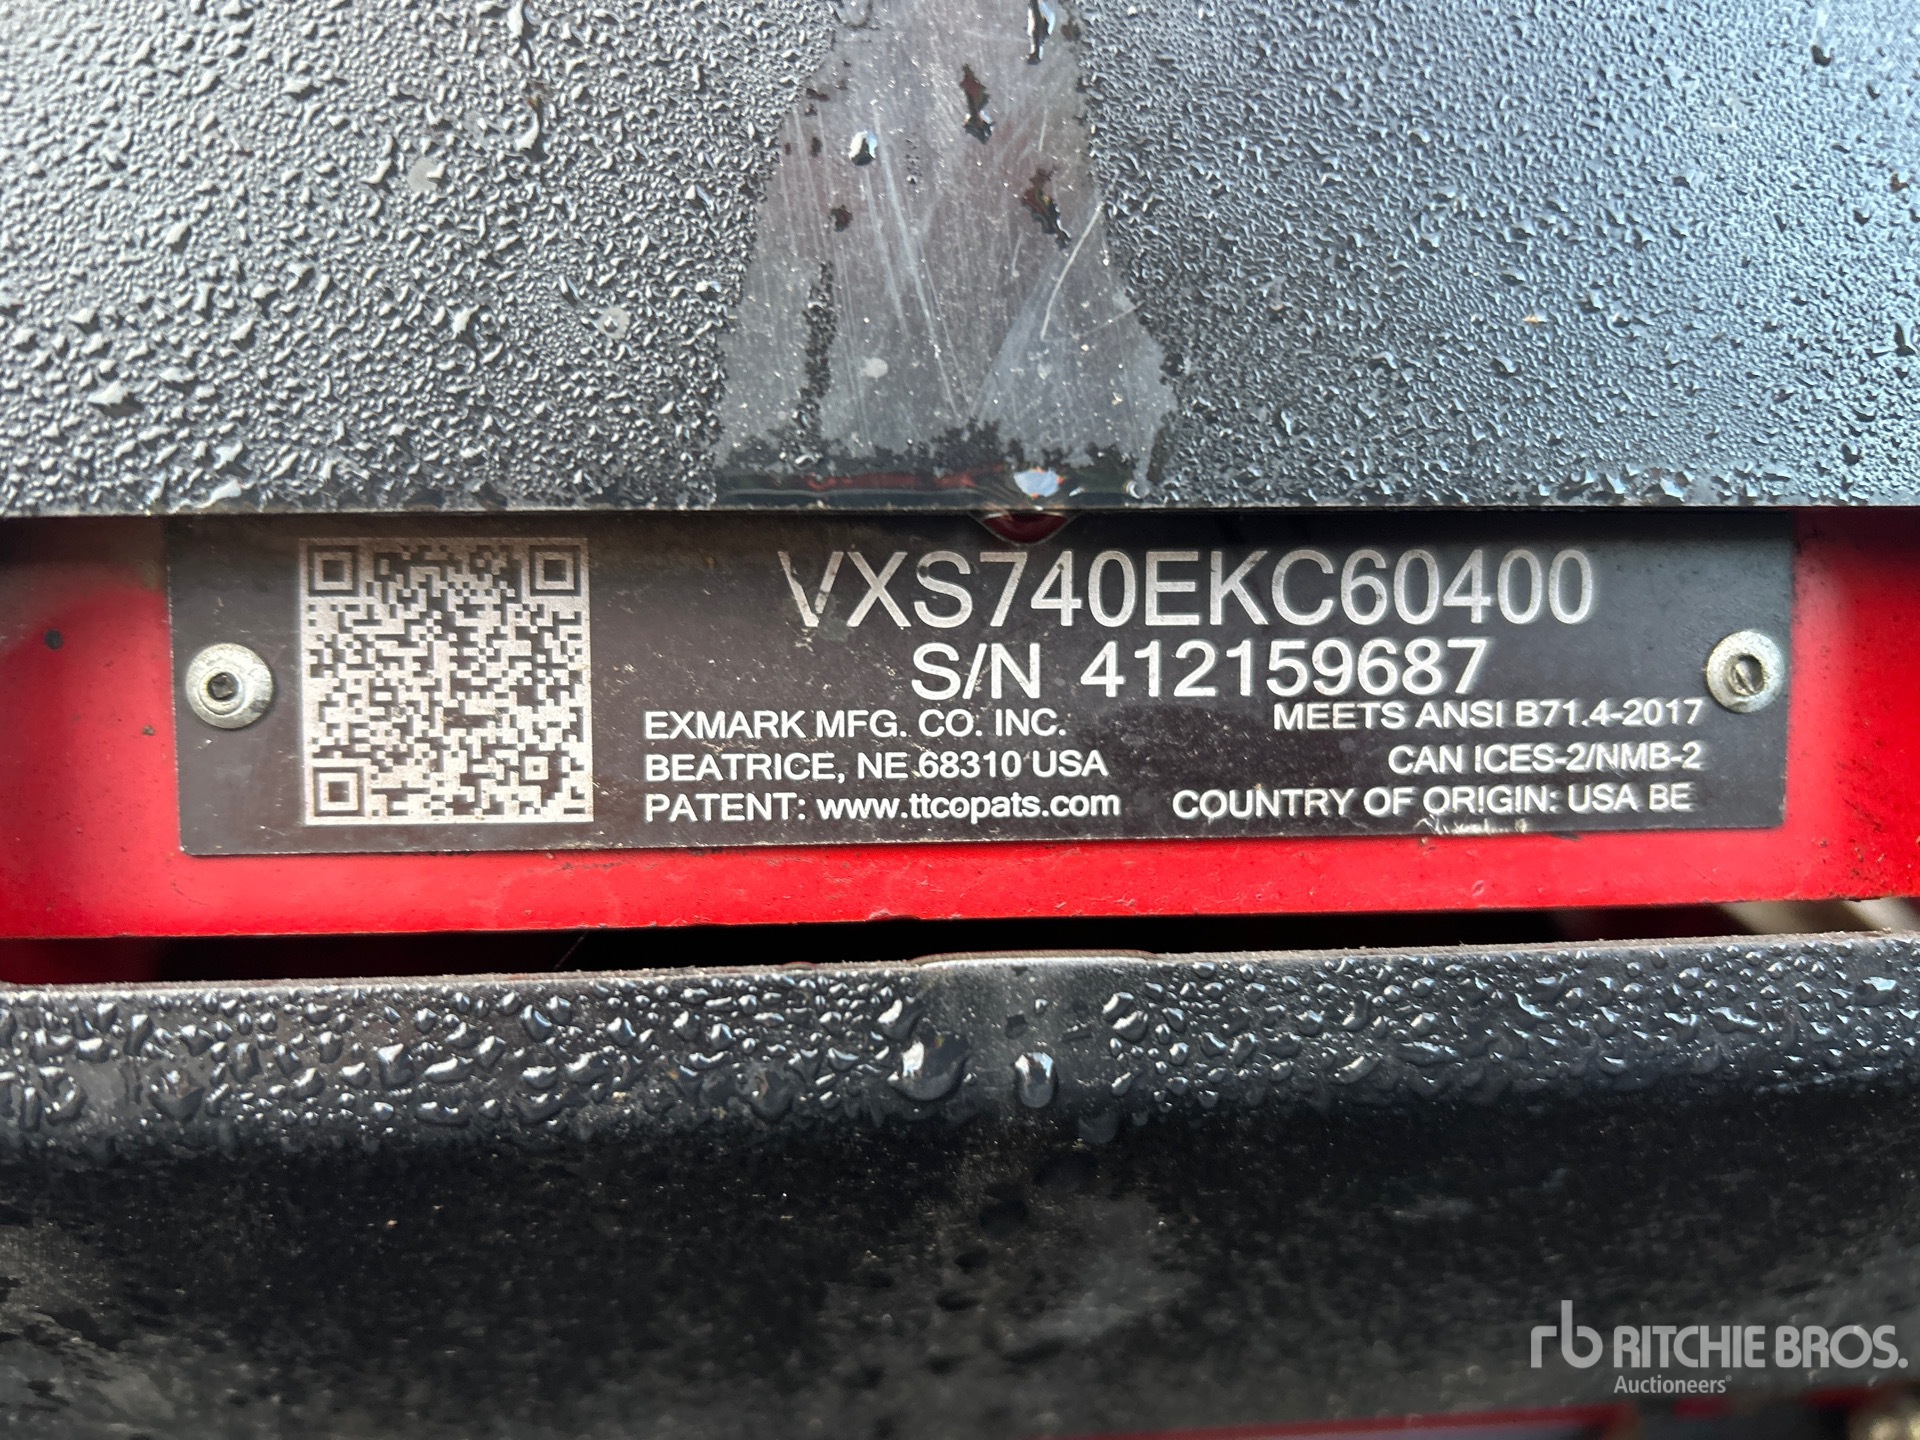 VXS740EKC60400
S/N 412159687
EXMARK MFG. CO. INC.
BEATRICE, NE 68310 USA
PATENT: www.ttcopats.com
MEETS ANSI B71.4-2017
CAN ICES-2/NMB-2
COUNTRY OF ORIGIN: USA BE
rb RITCHIE BROS.
Auctioneers